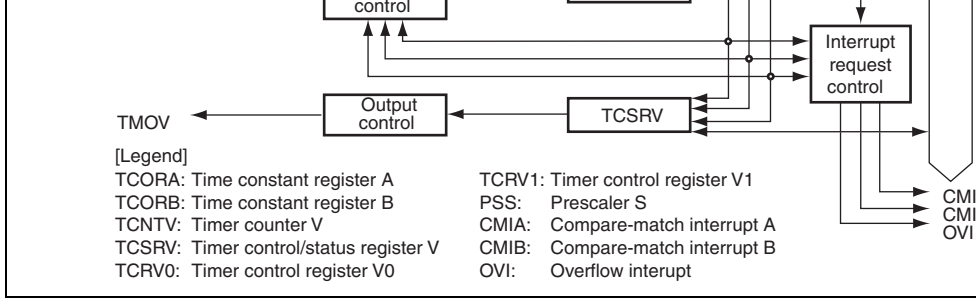 control
Interrupt
request
control
Output
control
TCSRV
TMOV
[Legend]
TCORA: Time constant register A
TCORB: Time constant register B
TCNTV: Timer counter V
TCSRV: Timer control/status register V
TCRV0: Timer control register V0
TCRV1: Timer control register V1
PSS: Prescaler S
CMIA: Compare-match interrupt A
CMIB: Compare-match interrupt B
OVI: Overflow interupt
CMI
CMI
OVI